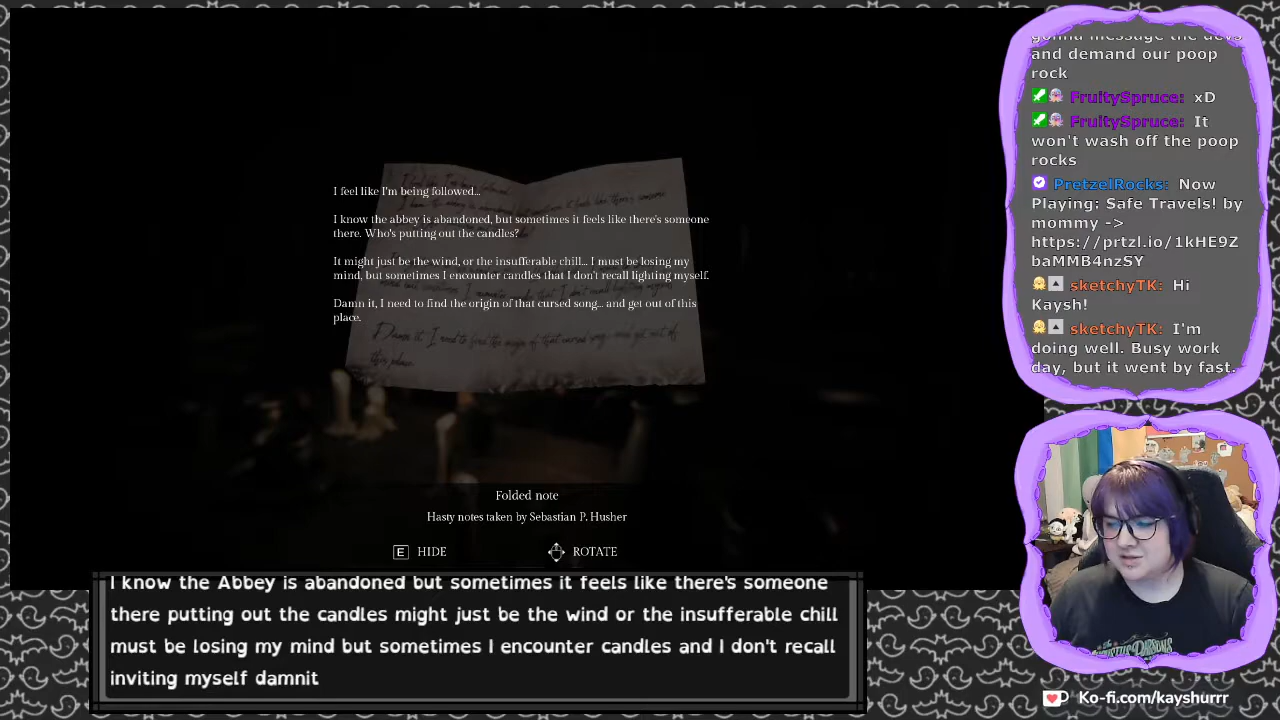 I feel like I'm being followed...
I know the abbey is abandoned, but sometimes it feels like there's someone
there. Who's putting out the candles?
It might just be the wind, or the insufferable chill... I must be losing my
mind, but sometimes I encounter candles that I don't recall lighting myself.
Damn it, I need to find the origin of that cursed song... and get out of this
place.
Folded note
Hasty notes taken by Sebastian P. Husher
E HIDE
ROTATE
I know the Abbey is abandoned but sometimes it feels like there's someone
there putting out the candles might just be the wind or the insufferable chill
must be losing my mind but sometimes I encounter candles and I don't recall
inviting myself damnit
gonna message the devs
and demand our poop
rock
FruitySpruce: xD
FruitySpruce: It
won't wash off the poop
rocks
PretzelRocks: Now
Playing: Safe Travels! by
mommy ->
https://prtzl.io/1kHE9Z
baMMB4nzSY
sketchyTK: Hi
Kaysh!
sketchyTK: I'm
doing well. Busy work
day, but it went by fast.
Ko-fi.com/kayshurrr